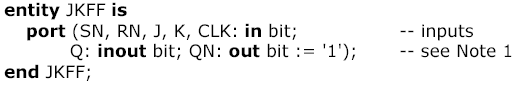 entity JKFF is
port (SN, RN, J, K, CLK: in bit; -- inputs
Q: inout bit; QN: out bit := '1'); -- see Note 1
end JKFF;